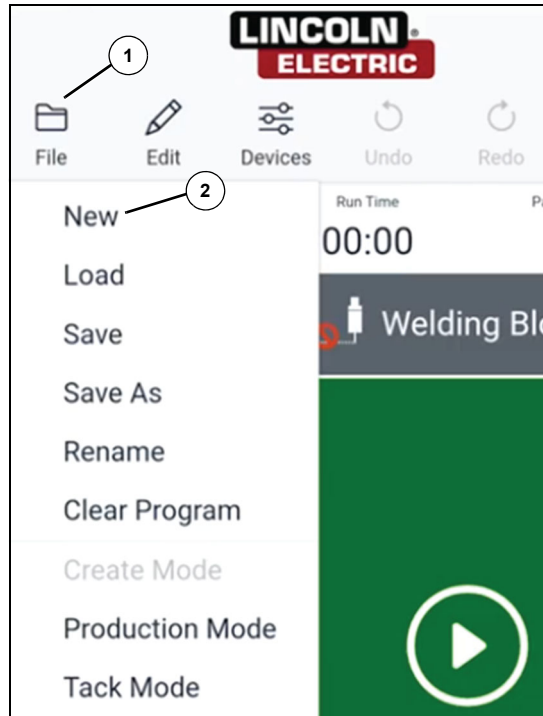 LINCOLN®
ELECTRIC
1
File Edit Devices Undo Redo
2
New
Load
Save
Save As
Rename
Clear Program
Create Mode
Production Mode
Tack Mode
Run Time
00:00
Welding